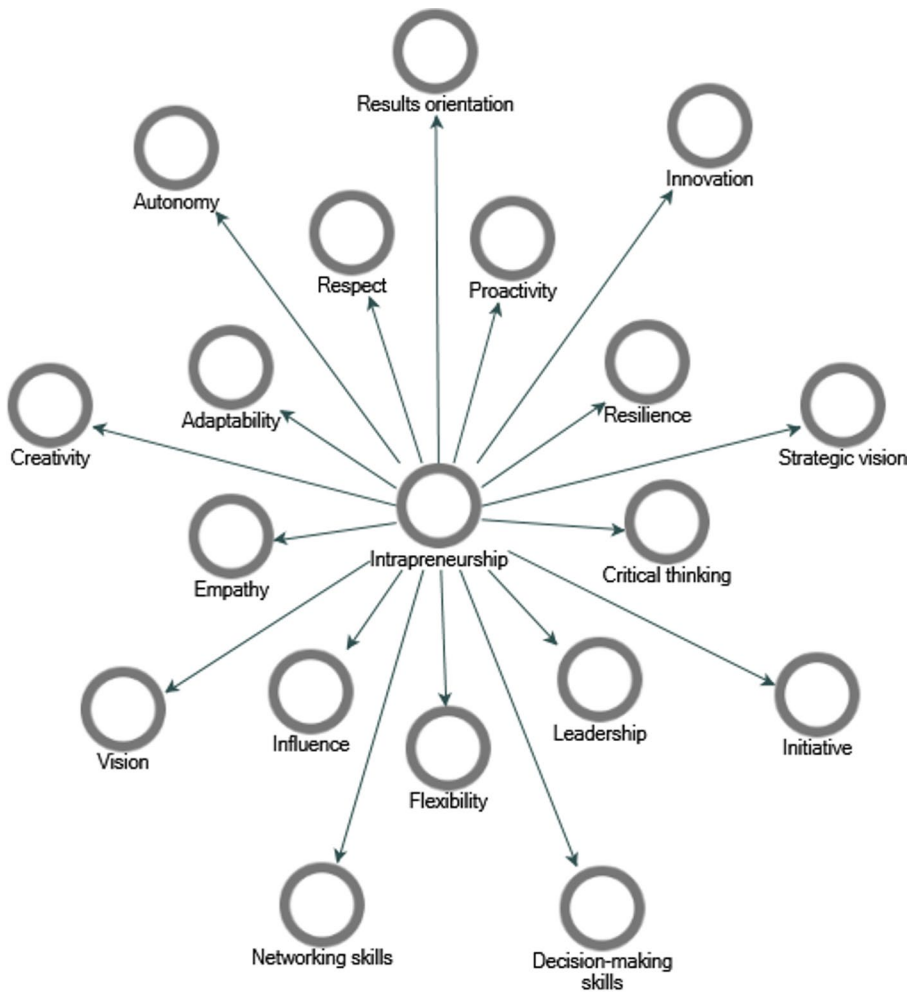 Results orientation
Innovation
Autonomy
Respect
Proactivity
Resilience
Adaptability
Creativity
Strategic vision
Intrapreneurship
Critical thinking
Empathy
Leadership
Influence
Initiative
Vision
Flexibility
Networking skills
Decision-making
skills